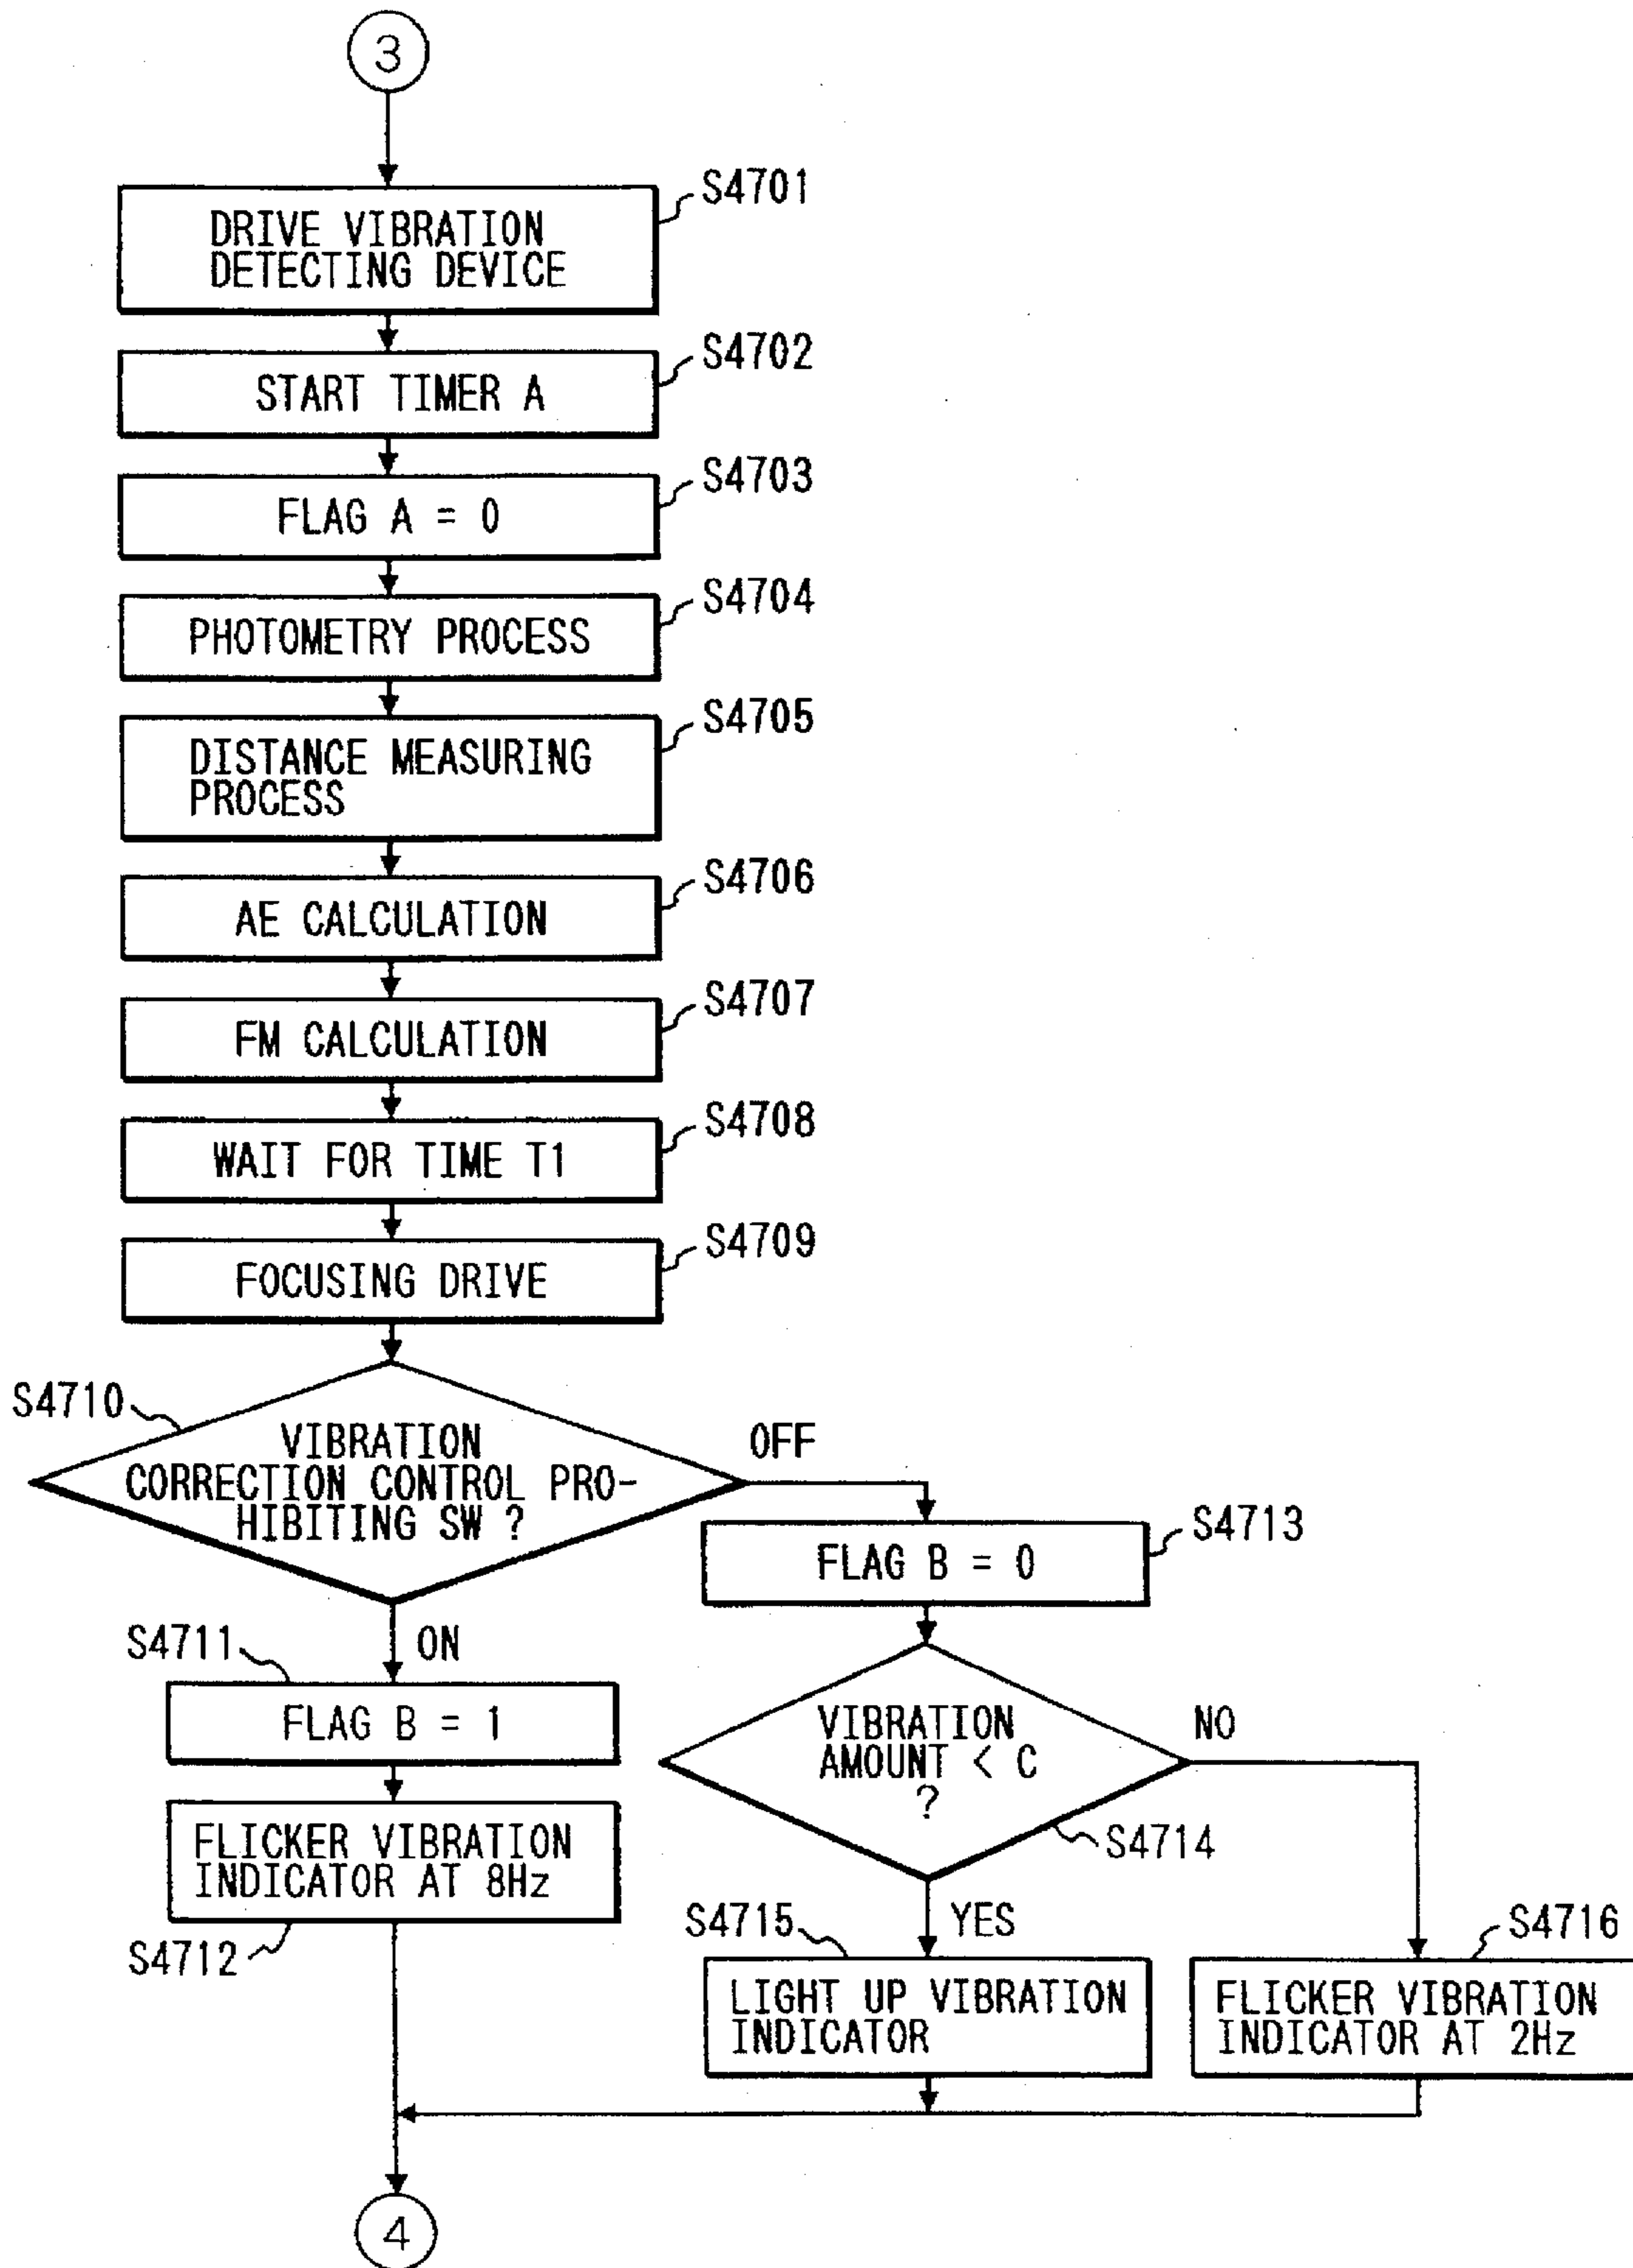 3
S4701
DRIVE VIBRATION
DETECTING DEVICE
S4702
START TIMER A
S4703
FLAG A = 0
S4704
PHOTOMETRY PROCESS
S4705
DISTANCE MEASURING
PROCESS
S4706
AE CALCULATION
S4707
FM CALCULATION
S4708
WAIT FOR TIME T1
S4709
FOCUSING DRIVE
S4710
VIBRATION
CORRECTION CONTROL PRO-
HIBITING SW ?
OFF
ON
S4711
FLAG B = 1
FLICKER VIBRATION
INDICATOR AT 8Hz
S4712
S4713
FLAG B = 0
VIBRATION
AMOUNT < C
?
NO
S4714
YES
S4715
LIGHT UP VIBRATION
INDICATOR
S4716
FLICKER VIBRATION
INDICATOR AT 2Hz
4